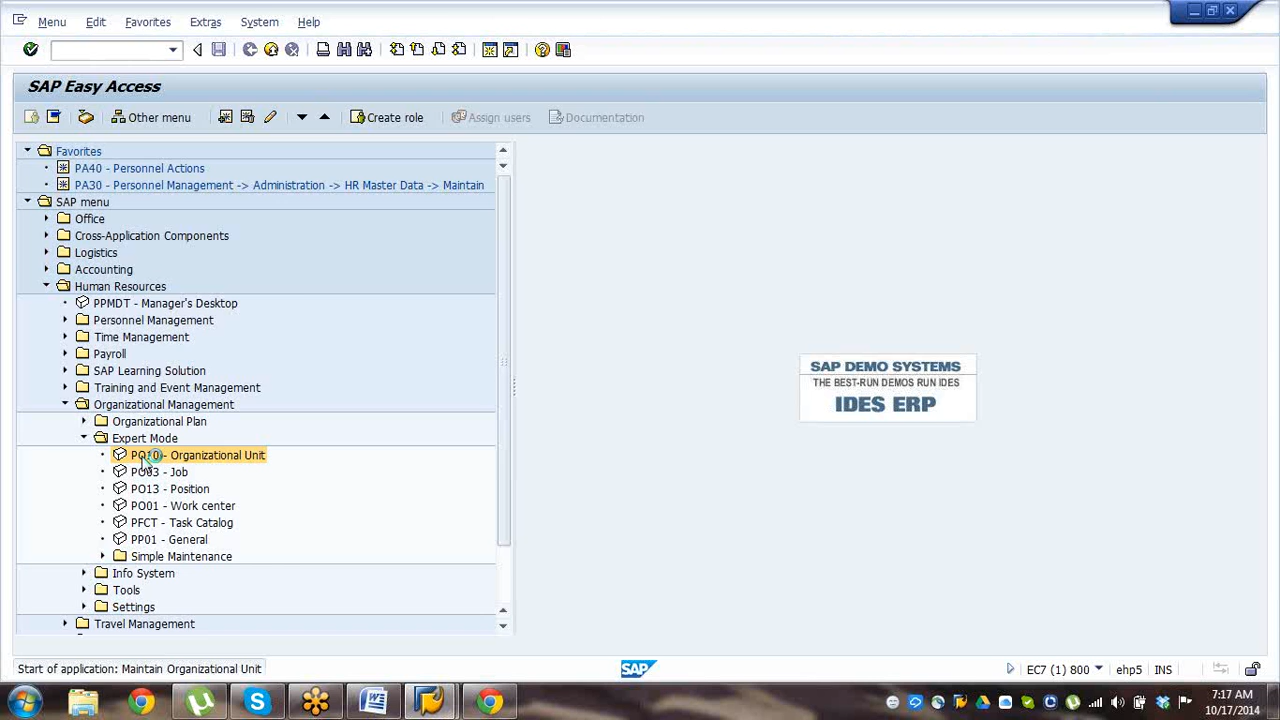 Menu Edit Favorites Extras System Help
SAP Easy Access
Other menu Create role Assign users Documentation
Favorites
PA40 - Personnel Actions
PA30 - Personnel Management -> Administration -> HR Master Data -> Maintain
SAP menu
Office
Cross-Application Components
Logistics
Accounting
Human Resources
PPMDT - Manager's Desktop
Personnel Management
Time Management
Payroll
SAP Learning Solution
Training and Event Management
Organizational Management
Organizational Plan
Expert Mode
PO10 - Organizational Unit
PO03 - Job
PO13 - Position
PO01 - Work center
PFCT - Task Catalog
PP01 - General
Simple Maintenance
Info System
Tools
Settings
Travel Management
SAP DEMO SYSTEMS
THE BEST-RUN DEMOS RUN IDES
IDES ERP
Start of application: Maintain Organizational Unit
SAP
EC7 (1) 800 ehp5 INS
7:17 AM
10/17/2014